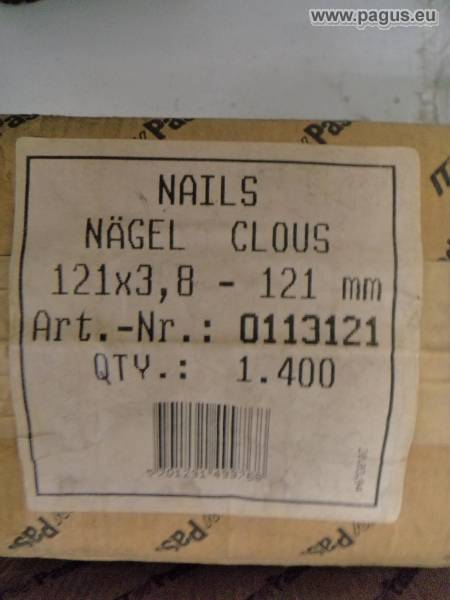 www.pagus.eu
NAILS
NÄGEL CLOUS
121x3,8 - 121 mm
Art.-Nr.: 0113121
QTY.: 1.400